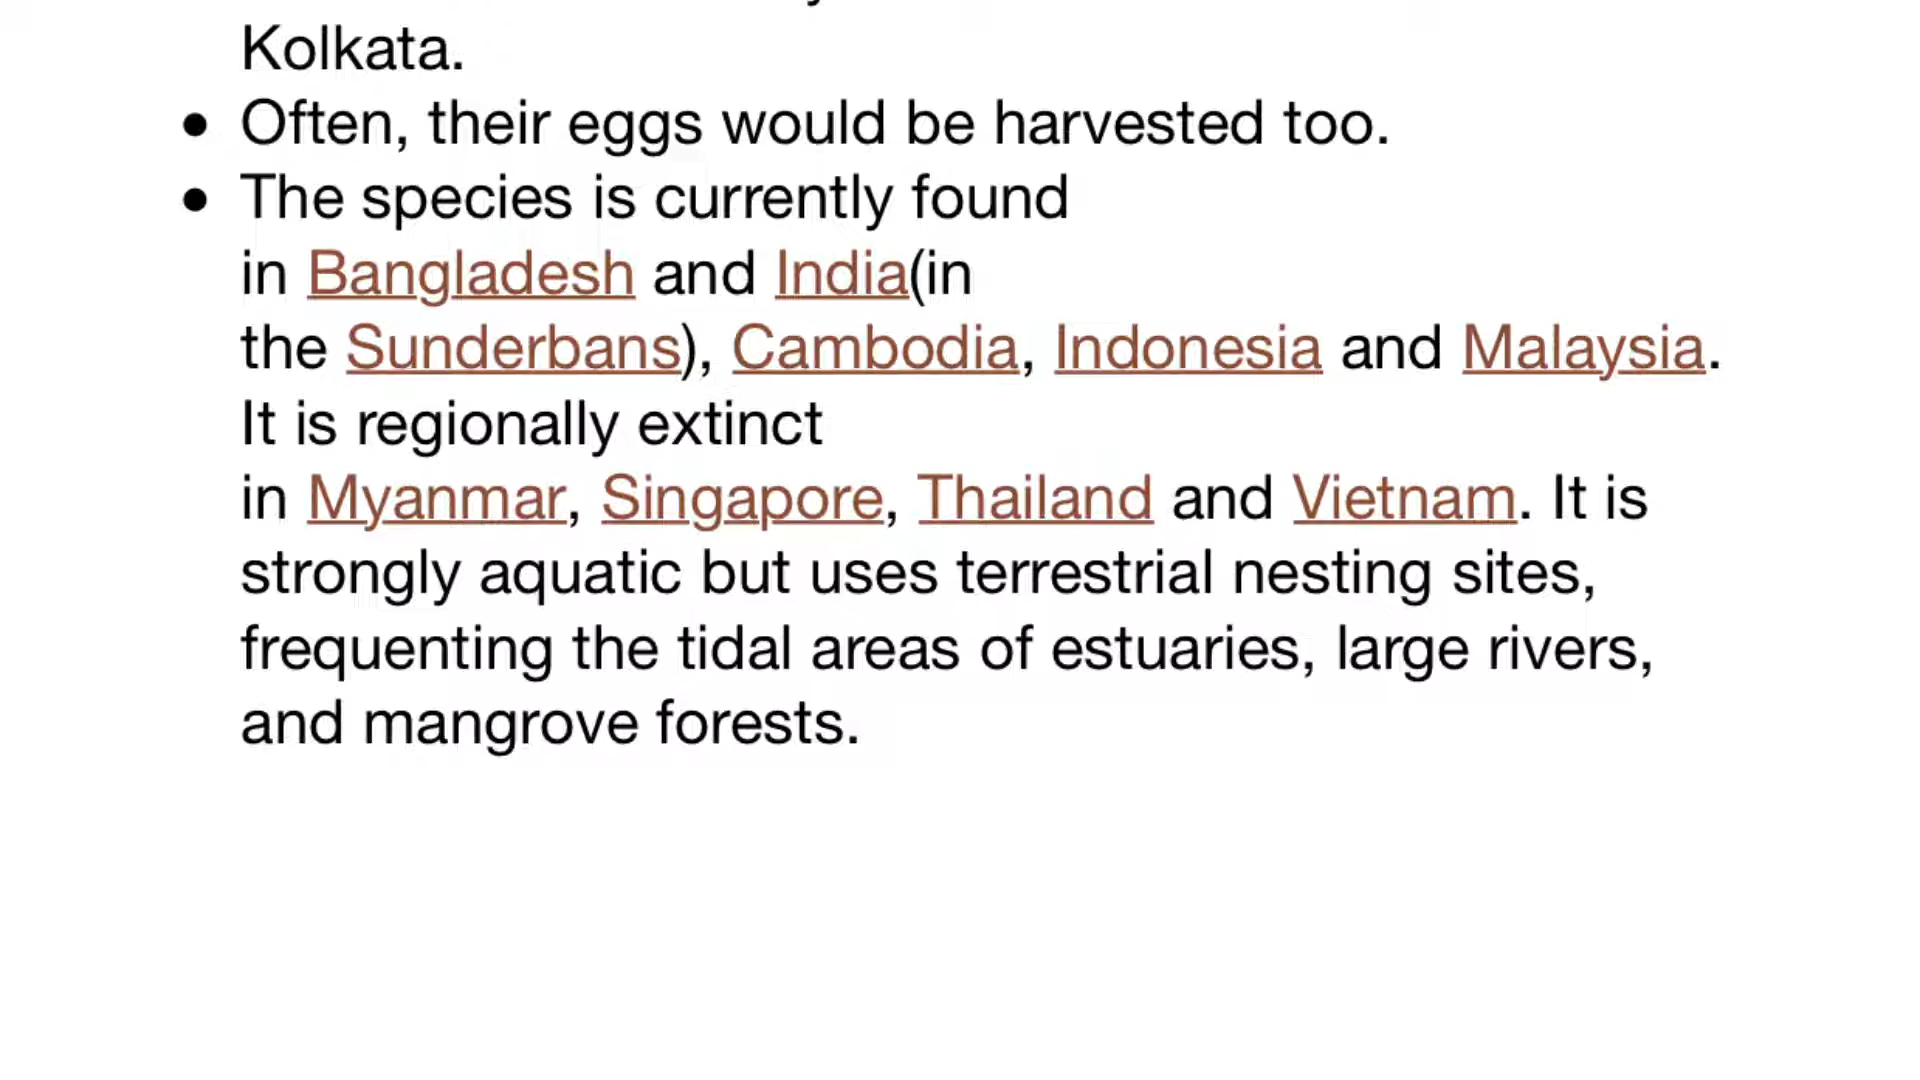 Kolkata.
• Often, their eggs would be harvested too.
• The species is currently found
in Bangladesh and India(in
the Sunderbans), Cambodia, Indonesia and Malaysia.
It is regionally extinct
in Myanmar, Singapore, Thailand and Vietnam. It is
strongly aquatic but uses terrestrial nesting sites,
frequenting the tidal areas of estuaries, large rivers,
and mangrove forests.